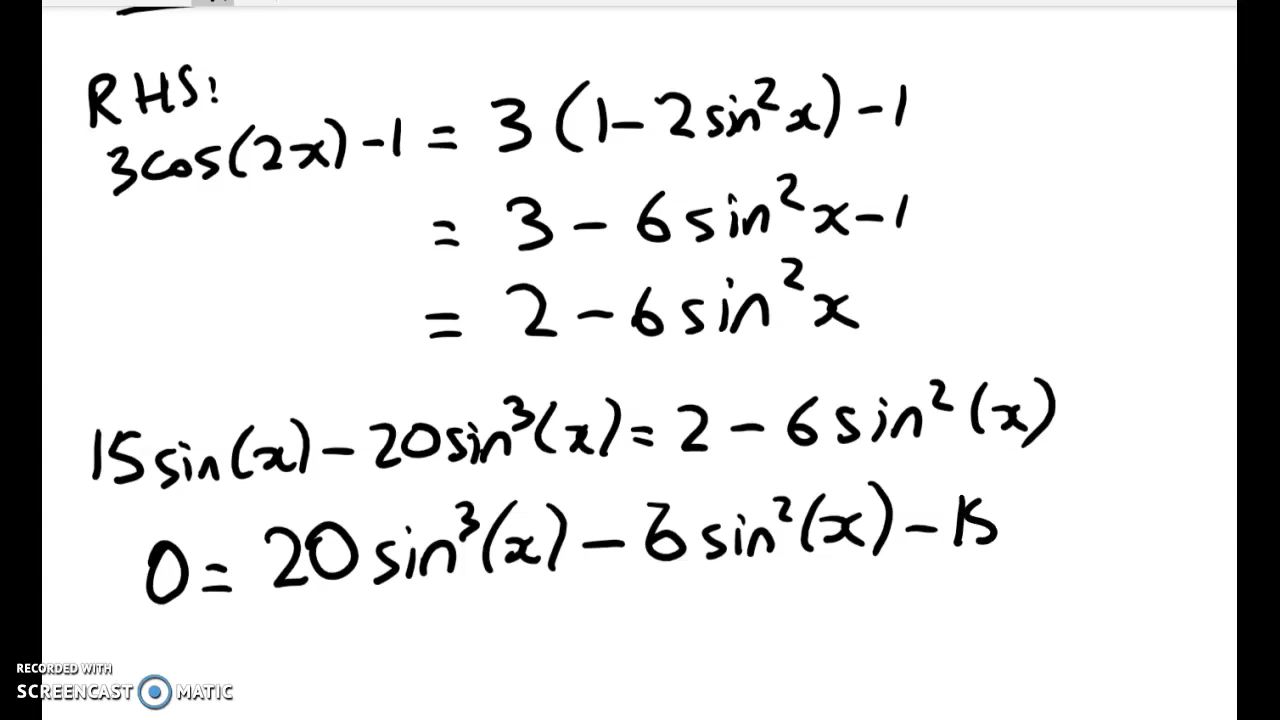 RHS:
3cos(2x) - 1 = 3(1 - 2sin²x) - 1
= 3 - 6sin²x - 1
= 2 - 6sin²x
15sin(x) - 20sin³(x) = 2 - 6sin²(x)
0 = 20sin³(x) - 6sin²(x) - 15
RECORDED WITH
SCREENCAST MATIC